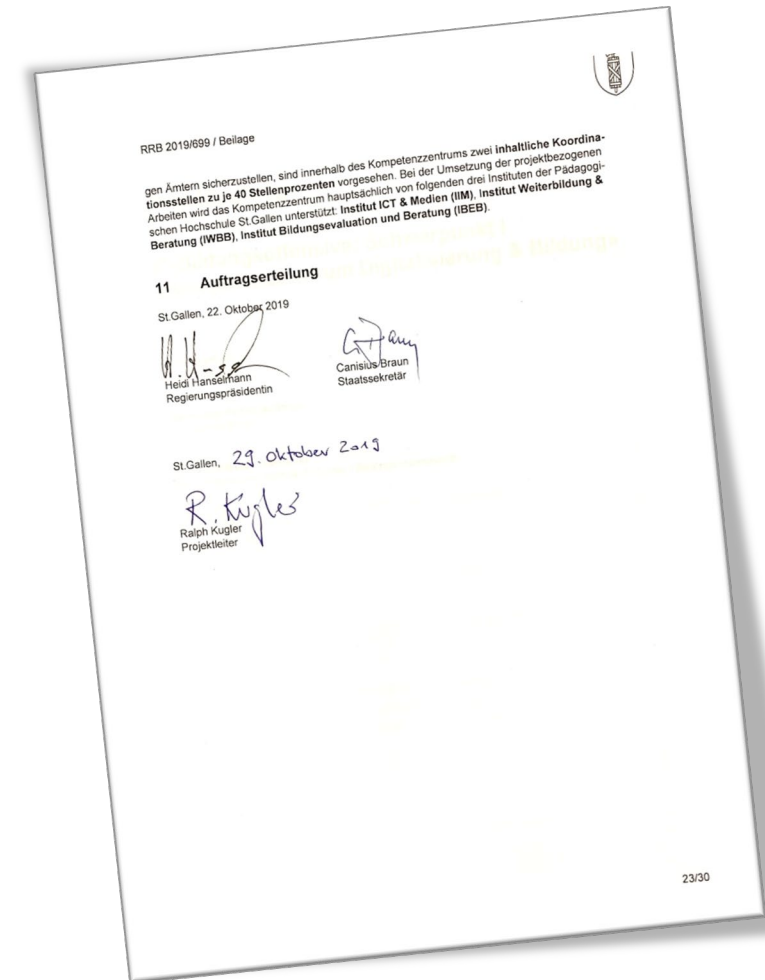 RRB 2019/699 / Beilage
gen Ämtern sicherzustellen, sind innerhalb des Kompetenzzentrums zwei inhaltliche Koordina-
tionsstellen zu je 40 Stellenprozenten vorgesehen. Bei der Umsetzung der projektbezogenen
Arbeiten wird das Kompetenzzentrum hauptsächlich von folgenden drei Instituten der Pädagogi-
schen Hochschule St.Gallen unterstützt: Institut ICT & Medien (IIM), Institut Weiterbildung &
Beratung (IWBB), Institut Bildungsevaluation und Beratung (IBEB).
11 Auftragserteilung
St.Gallen, 22. Oktober 2019
Heidi Hanselmann
Regierungspräsidentin
Canisius Braun
Staatssekretär
St.Gallen, 29. Oktober 2019
R. Kugler
Ralph Kugler
Projektleiter
23/30